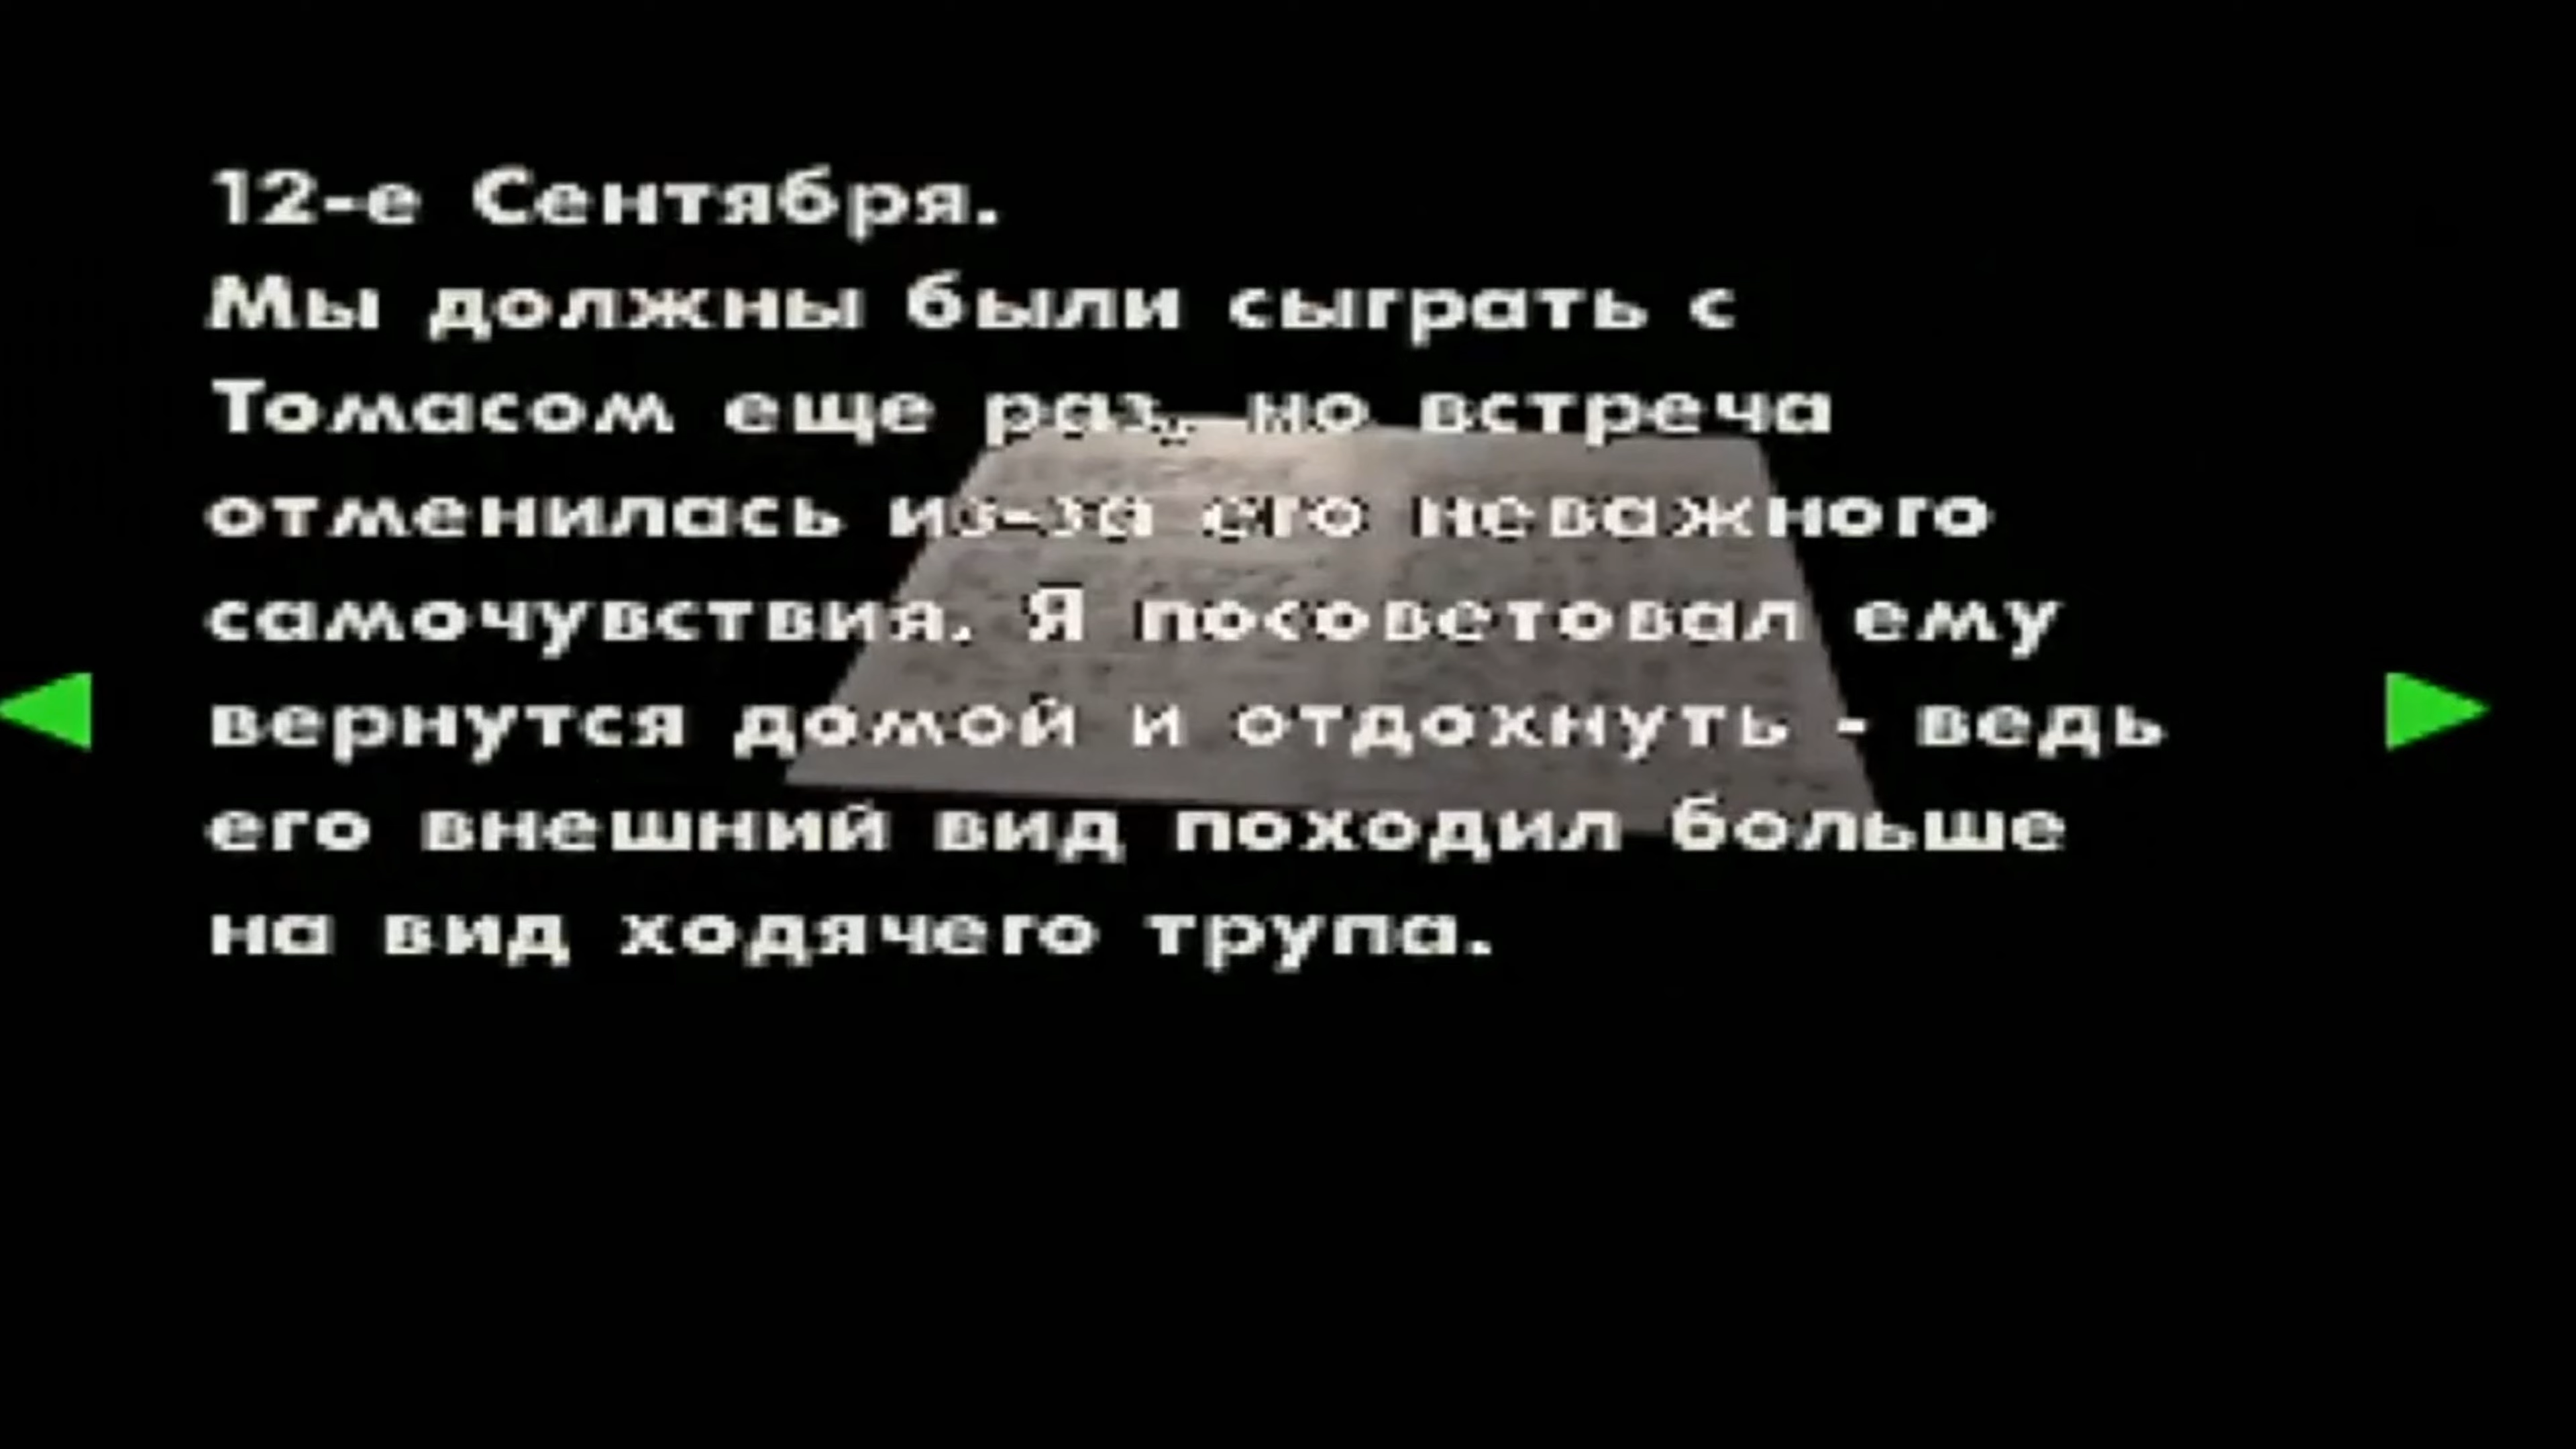 12-е Сентября.
Мы должны были сыграть с
Томасом еще раз, но встреча
отменилась из-за его неважного
самочувствия. Я посоветовал ему
вернутся домой и отдохнуть - ведь
его внешний вид походил больше
на вид ходячего трупа.